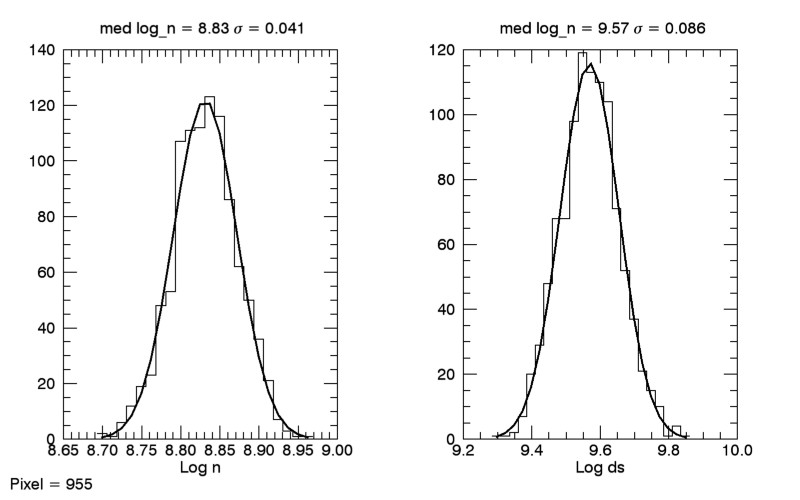 med log_n = 8.83 σ = 0.041
140
120
100
80
60
40
20
0
8.65 8.70 8.75 8.80 8.85 8.90 8.95 9.00
Log n
med log_n = 9.57 σ = 0.086
120
100
80
60
40
20
0
9.2 9.4 9.6 9.8 10.0
Log ds
Pixel = 955